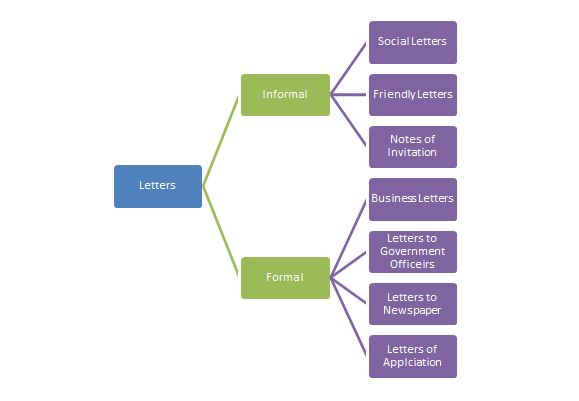 Social Letters
Informal
Friendly Letters
Notes of
Invitation
Letters
Business Letters
Letters to
Government
Officeirs
Formal
Letters to
Newspaper
Letters of
Applciation